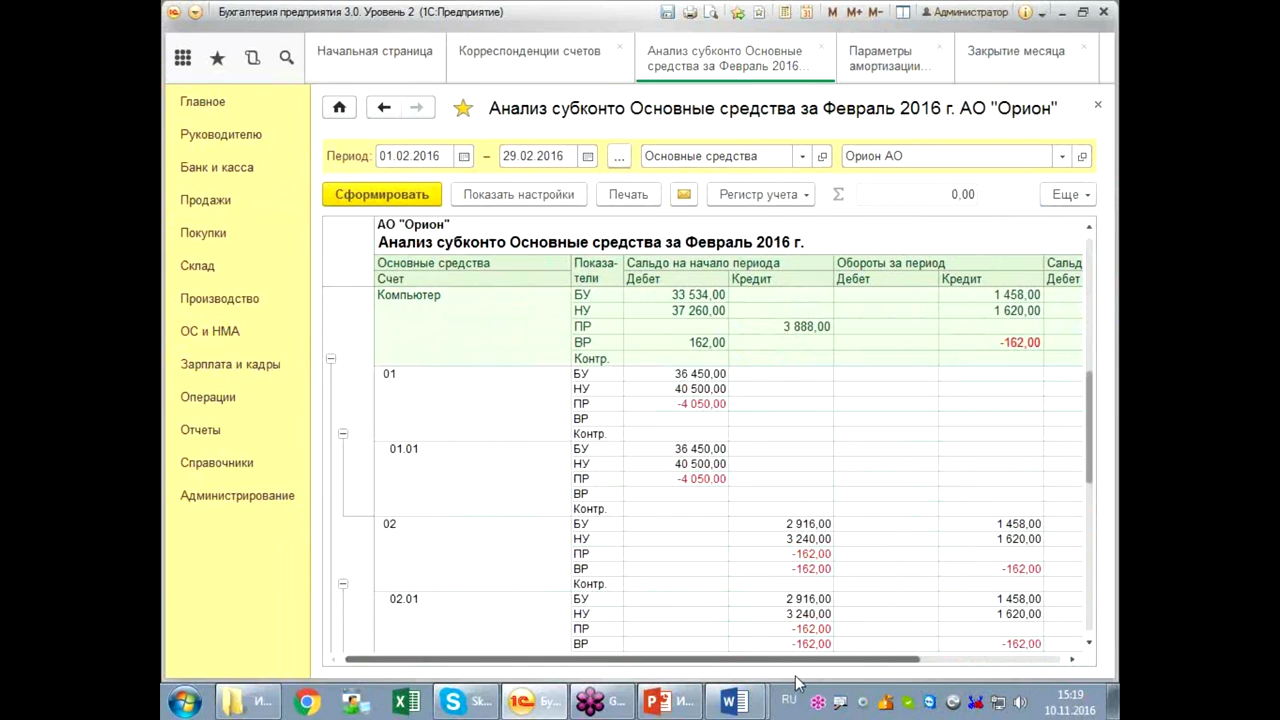 Бухгалтерия предприятия 3.0. Уровень 2 (1С:Предприятие)
M M+ M- Администратор
Начальная страница
Корреспонденции счетов
Анализ субконто Основные средства за Февраль 2016...
Параметры амортизации...
Закрытие месяца
Главное
Руководителю
Банк и касса
Продажи
Покупки
Склад
Производство
ОС и НМА
Зарплата и кадры
Операции
Отчеты
Справочники
Администрирование
Анализ субконто Основные средства за Февраль 2016 г. АО "Орион"
Период: 01.02.2016 – 29.02.2016 ... Основные средства Орион АО
Сформировать Показать настройки Печать Регистр учета Σ 0,00 Еще
АО "Орион"
Анализ субконто Основные средства за Февраль 2016 г.
Основные средства Показа- Сальдо на начало периода Обороты за период Сальд
Счет тели Дебет Кредит Дебет Кредит Дебет
Компьютер БУ 33 534,00 1 458,00
НУ 37 260,00 1 620,00
ПР 3 888,00
ВР 162,00 -162,00
Контр.
01 БУ 36 450,00
НУ 40 500,00
ПР -4 050,00
ВР
Контр.
01.01 БУ 36 450,00
НУ 40 500,00
ПР -4 050,00
ВР
Контр.
02 БУ 2 916,00 1 458,00
НУ 3 240,00 1 620,00
ПР -162,00
ВР -162,00 -162,00
Контр.
02.01 БУ 2 916,00 1 458,00
НУ 3 240,00 1 620,00
ПР -162,00
ВР -162,00 -162,00
И... Sk... Бу... G... И... RU 15:19
10.11.2016